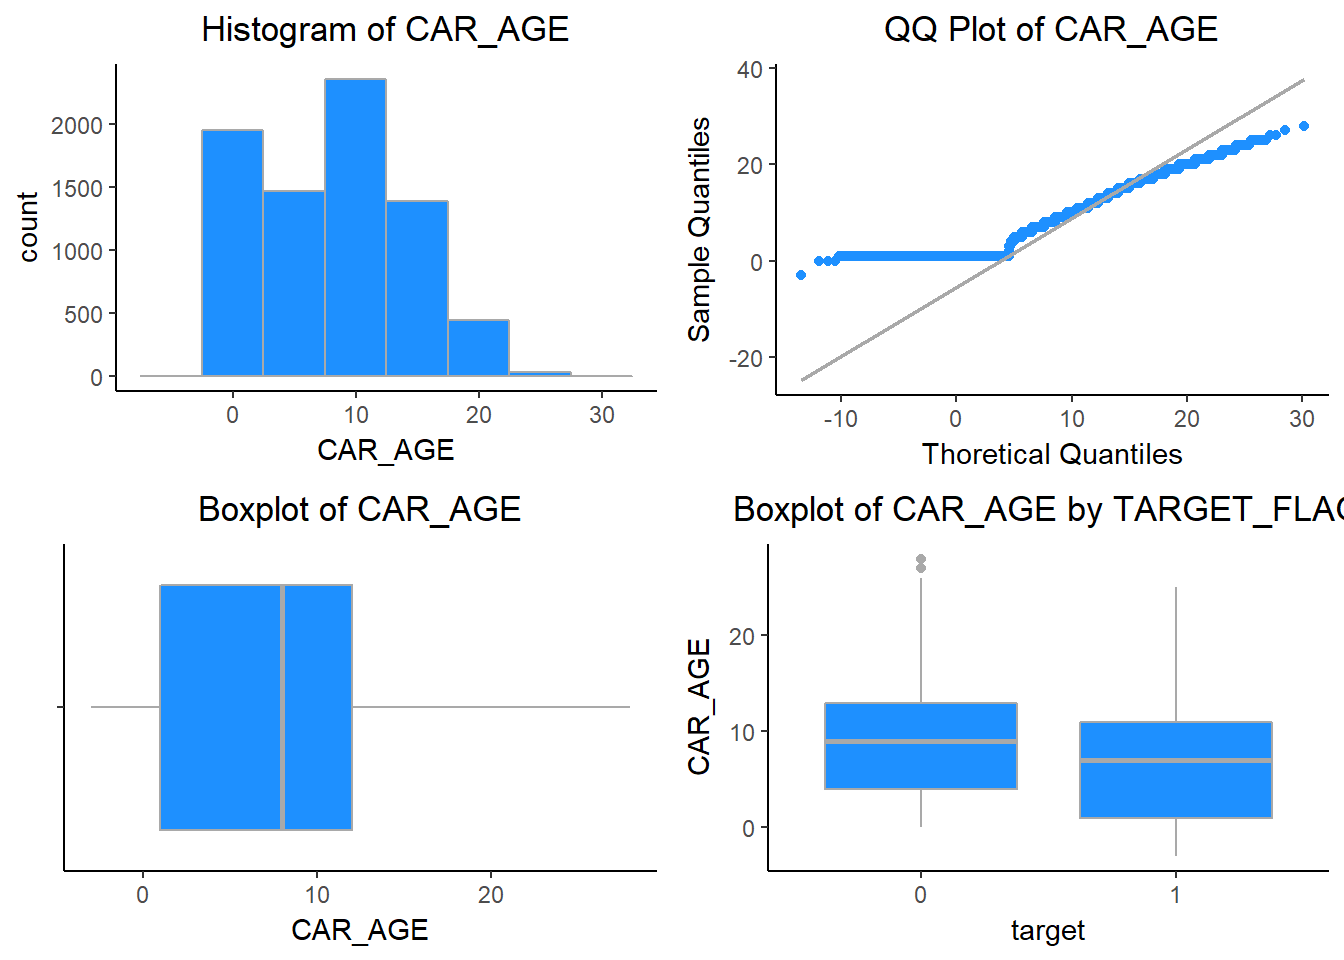 Histogram of CAR_AGE
count
2000
1500
1000
500
0
0 10 20 30
CAR_AGE
QQ Plot of CAR_AGE
Sample Quantiles
40
20
0
-20
-10 0 10 20 30
Thoretical Quantiles
Boxplot of CAR_AGE
0 10 20
CAR_AGE
Boxplot of CAR_AGE by TARGET_FLAG
CAR_AGE
20
10
0
0 1
target